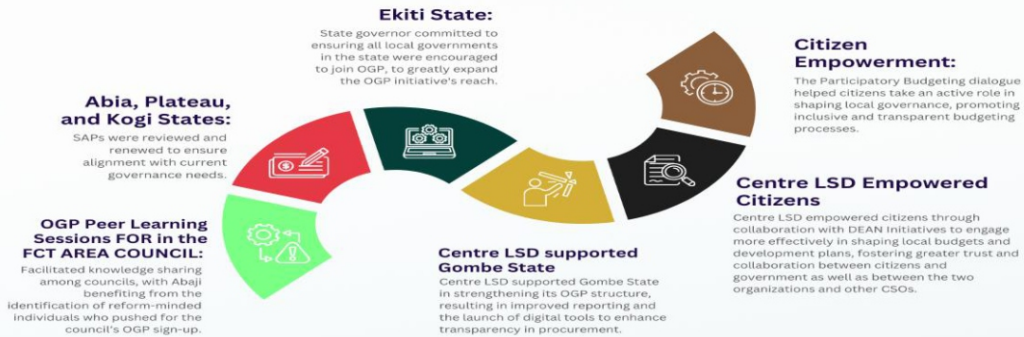 Ekiti State:
State governor committed to
ensuring all local governments
in the state were encouraged
to join OGP, to greatly expand
the OGP initiative's reach.
Citizen
Empowerment:
The Participatory Budgeting dialogue
helped citizens take an active role in
shaping local governance, promoting
inclusive and transparent budgeting
processes.
Abia, Plateau,
and Kogi States:
SAPs were reviewed and
renewed to ensure
alignment with current
governance needs.
Centre LSD Empowered
Citizens
Centre LSD empowered citizens through
collaboration with DEAN Initiatives to engage
more effectively in shaping local budgets and
development plans, fostering greater trust and
collaboration between citizens and
government as well as between the two
organizations and other CSOs.
OGP Peer Learning
Sessions FOR in the
FCT AREA COUNCIL:
Facilitated knowledge sharing
among councils, with Abaji
benefiting from the
identification of reform-minded
individuals who pushed for the
council's OGP sign-up.
Centre LSD supported
Gombe State
Centre LSD supported Gombe State
in strengthening its OGP structure,
resulting in improved reporting and
the launch of digital tools to enhance
transparency in procurement.